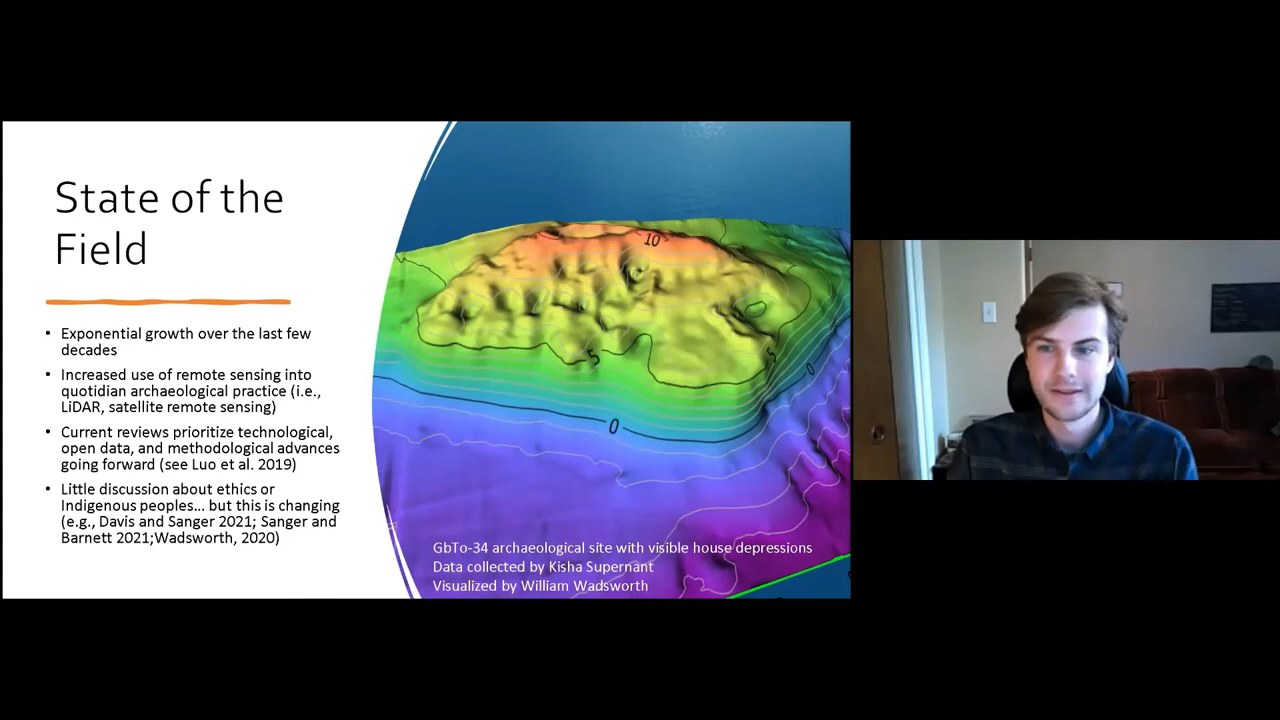 State of the
Field
• Exponential growth over the last few
decades
• Increased use of remote sensing into
quotidian archaeological practice (i.e.,
LiDAR, satellite remote sensing)
• Current reviews prioritize technological,
open data, and methodological advances
going forward (see Luo et al. 2019)
• Little discussion about ethics or
Indigenous peoples... but this is changing
(e.g., Davis and Sanger 2021; Sanger and
Barnett 2021;Wadsworth, 2020)
10
5
5
0
0
GbTo-34 archaeological site with visible house depressions
Data collected by Kisha Supernant
Visualized by William Wadsworth